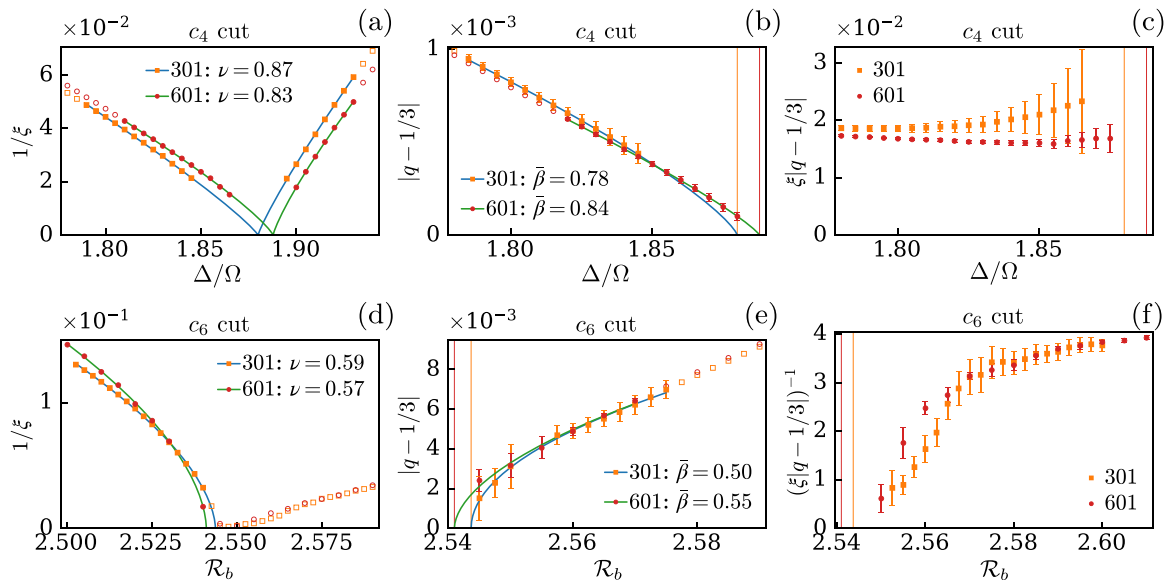 ×10⁻²
c₄ cut
(a)
301: ν = 0.87
601: ν = 0.83
1/ξ
6
4
2
0
1.80
1.85
1.90
Δ/Ω
×10⁻³
c₄ cut
(b)
|q − 1/3|
1
0
301: β̄ = 0.78
601: β̄ = 0.84
1.80
1.85
Δ/Ω
×10⁻²
c₄ cut
(c)
301
601
ξ|q − 1/3|
3
2
1
0
1.80
1.85
Δ/Ω
×10⁻¹
c₆ cut
(d)
301: ν = 0.59
601: ν = 0.57
1/ξ
1
0
2.500
2.525
2.550
2.575
ℛ_b
×10⁻³
c₆ cut
(e)
|q − 1/3|
8
6
4
2
0
301: β̄ = 0.50
601: β̄ = 0.55
2.54
2.56
2.58
ℛ_b
c₆ cut
(f)
(ξ|q − 1/3|)⁻¹
4
3
2
1
0
301
601
2.54
2.56
2.58
2.60
ℛ_b